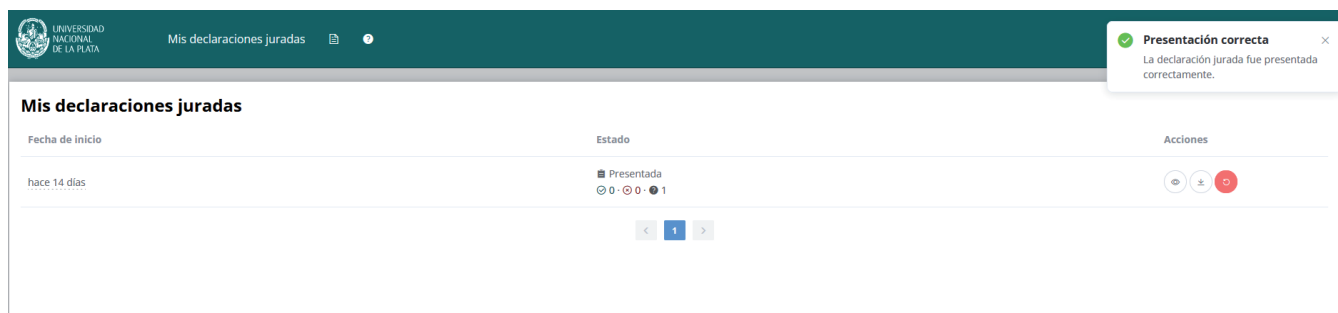 UNIVERSIDAD
NACIONAL
DE LA PLATA
Mis declaraciones juradas
Presentación correcta
La declaración jurada fue presentada
correctamente.
Mis declaraciones juradas
Fecha de inicio Estado Acciones
hace 14 días Presentada
0 · 0 · 1
1